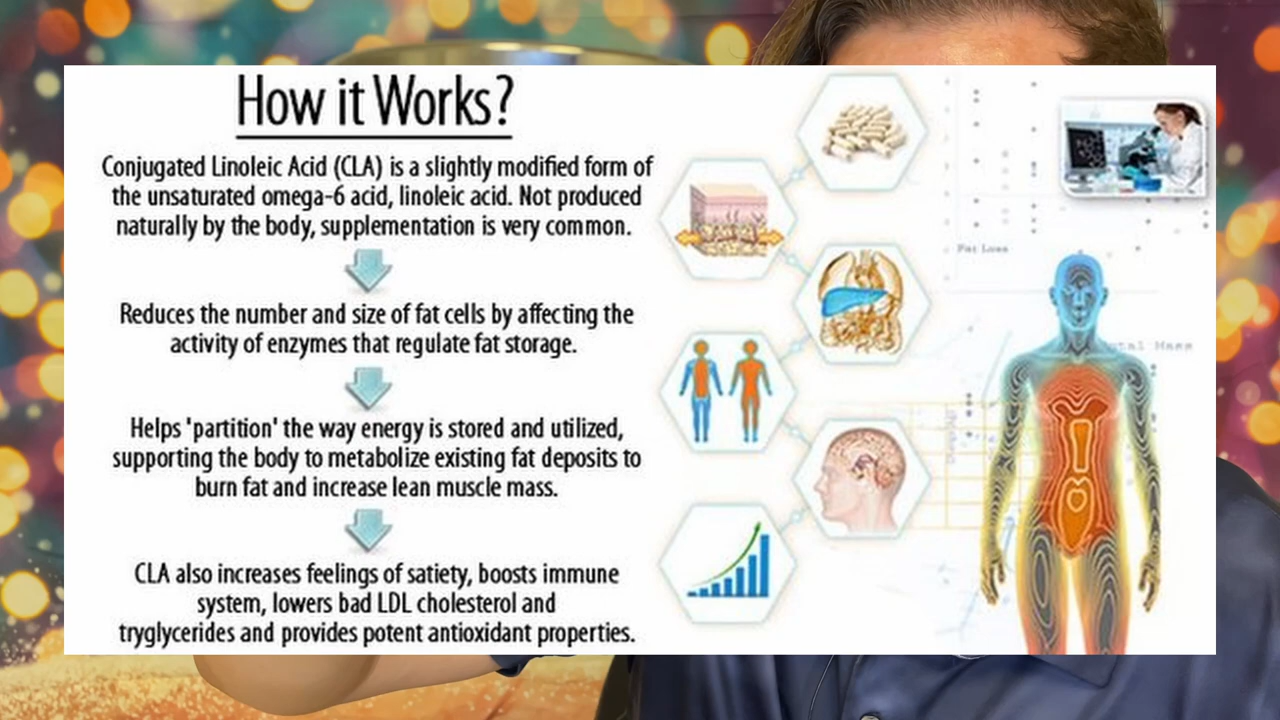 How it Works?
Conjugated Linoleic Acid (CLA) is a slightly modified form of
the unsaturated omega-6 acid, linoleic acid. Not produced
naturally by the body, supplementation is very common.
Reduces the number and size of fat cells by affecting the
activity of enzymes that regulate fat storage.
Helps 'partition' the way energy is stored and utilized,
supporting the body to metabolize existing fat deposits to
burn fat and increase lean muscle mass.
CLA also increases feelings of satiety, boosts immune
system, lowers bad LDL cholesterol and
tryglycerides and provides potent antioxidant properties.
Fat Loss
Mass